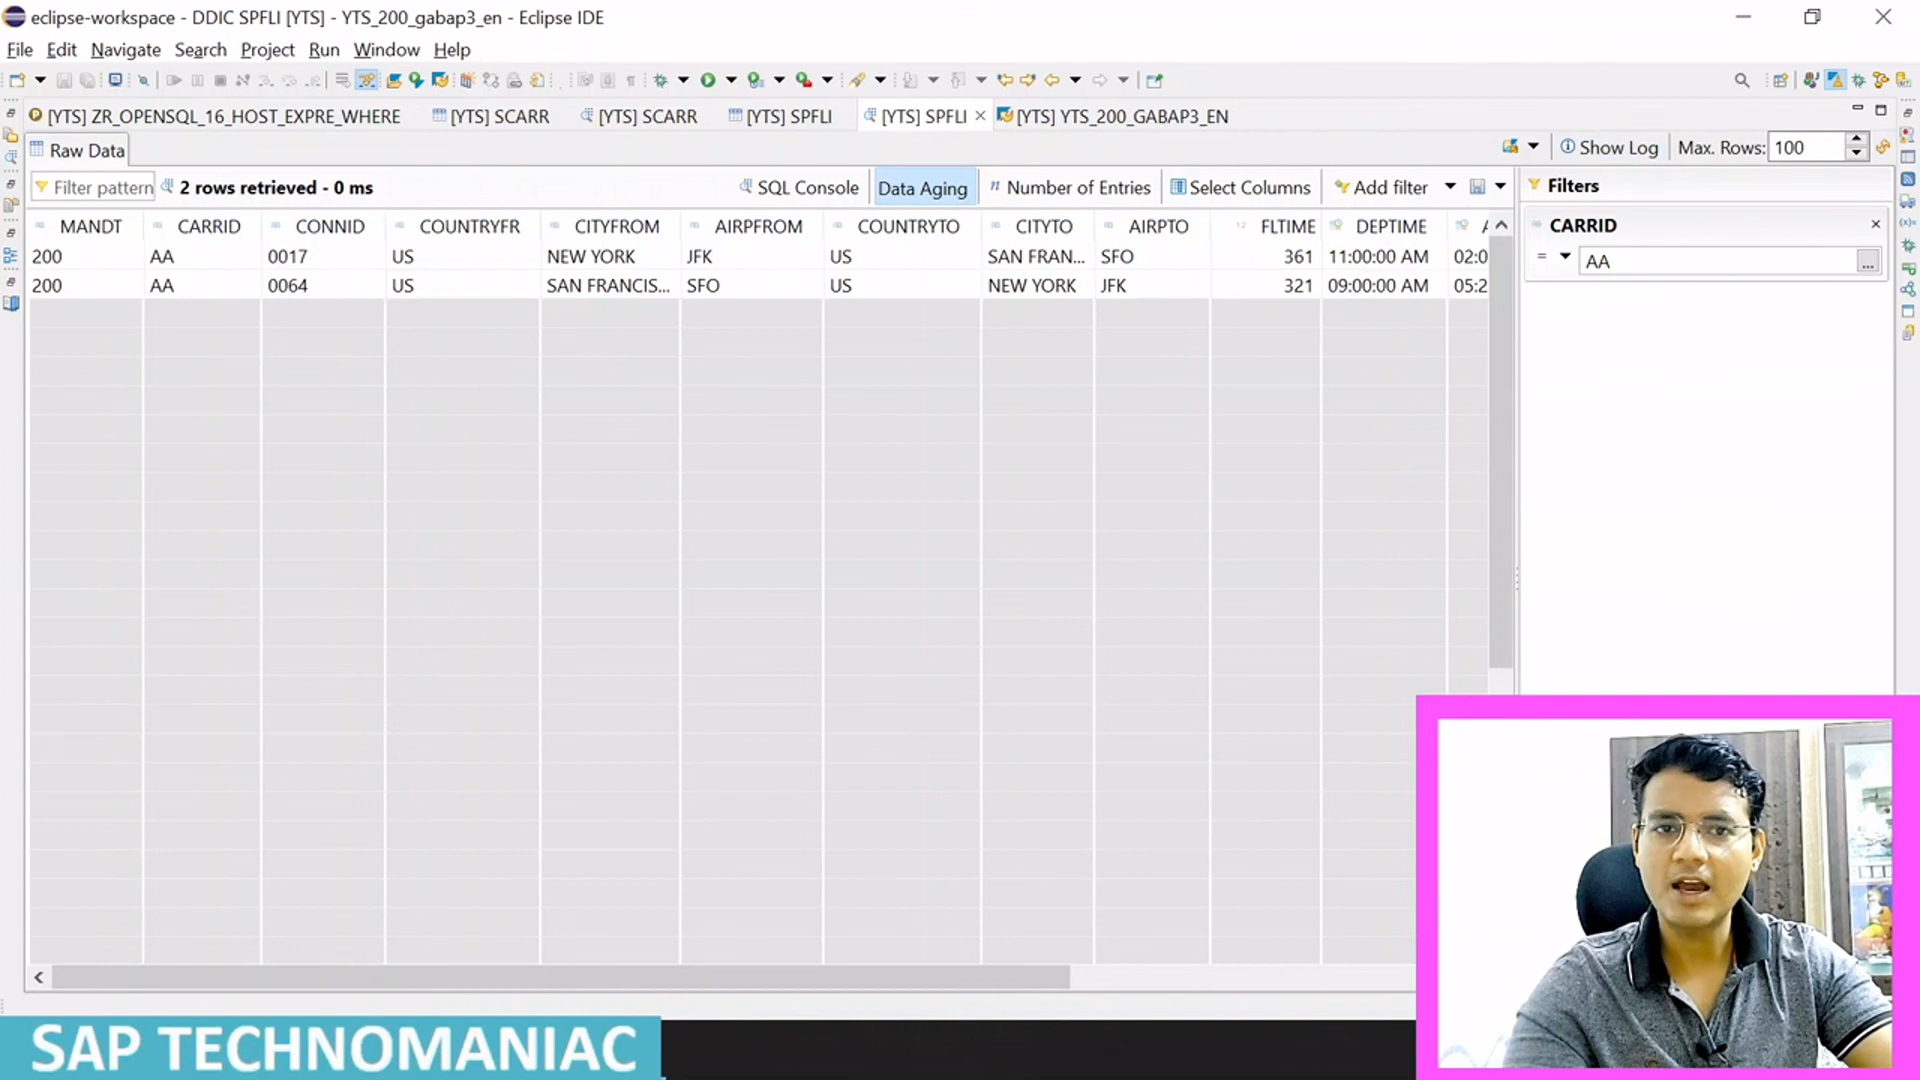 eclipse-workspace - DDIC SPFLI [YTS] - YTS_200_gabap3_en - Eclipse IDE
File Edit Navigate Search Project Run Window Help
[YTS] ZR_OPENSQL_16_HOST_EXPRE_WHERE [YTS] SCARR [YTS] SCARR [YTS] SPFLI [YTS] SPFLI [YTS] YTS_200_GABAP3_EN
Raw Data Show Log Max. Rows: 100
Filter pattern 2 rows retrieved - 0 ms SQL Console Data Aging Number of Entries Select Columns Add filter Filters
MANDT CARRID CONNID COUNTRYFR CITYFROM AIRPFROM COUNTRYTO CITYTO AIRPTO FLTIME DEPTIME A CARRID
200 AA 0017 US NEW YORK JFK US SAN FRAN... SFO 361 11:00:00 AM 02:0 = AA ...
200 AA 0064 US SAN FRANCIS... SFO US NEW YORK JFK 321 09:00:00 AM 05:2
SAP TECHNOMANIAC